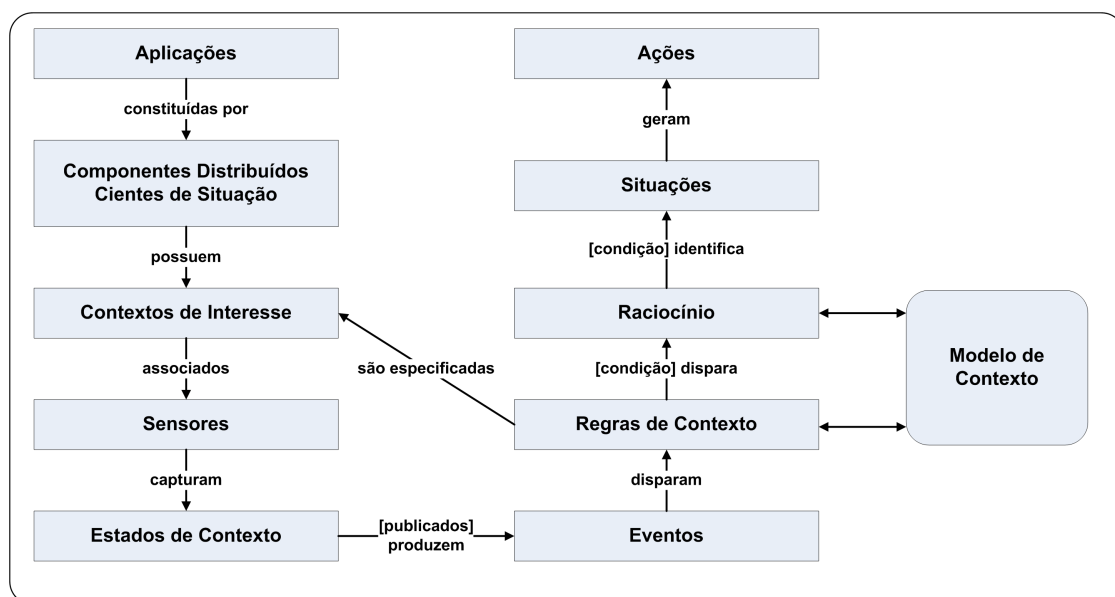 Aplicações
constituídas por
Componentes Distribuídos
Cientes de Situação
possuem
Contextos de Interesse
associados
Sensores
capturam
Estados de Contexto
[publicados]
produzem
Ações
geram
Situações
[condição] identifica
Raciocínio
[condição] dispara
são especificadas
Regras de Contexto
disparam
Eventos
Modelo de
Contexto